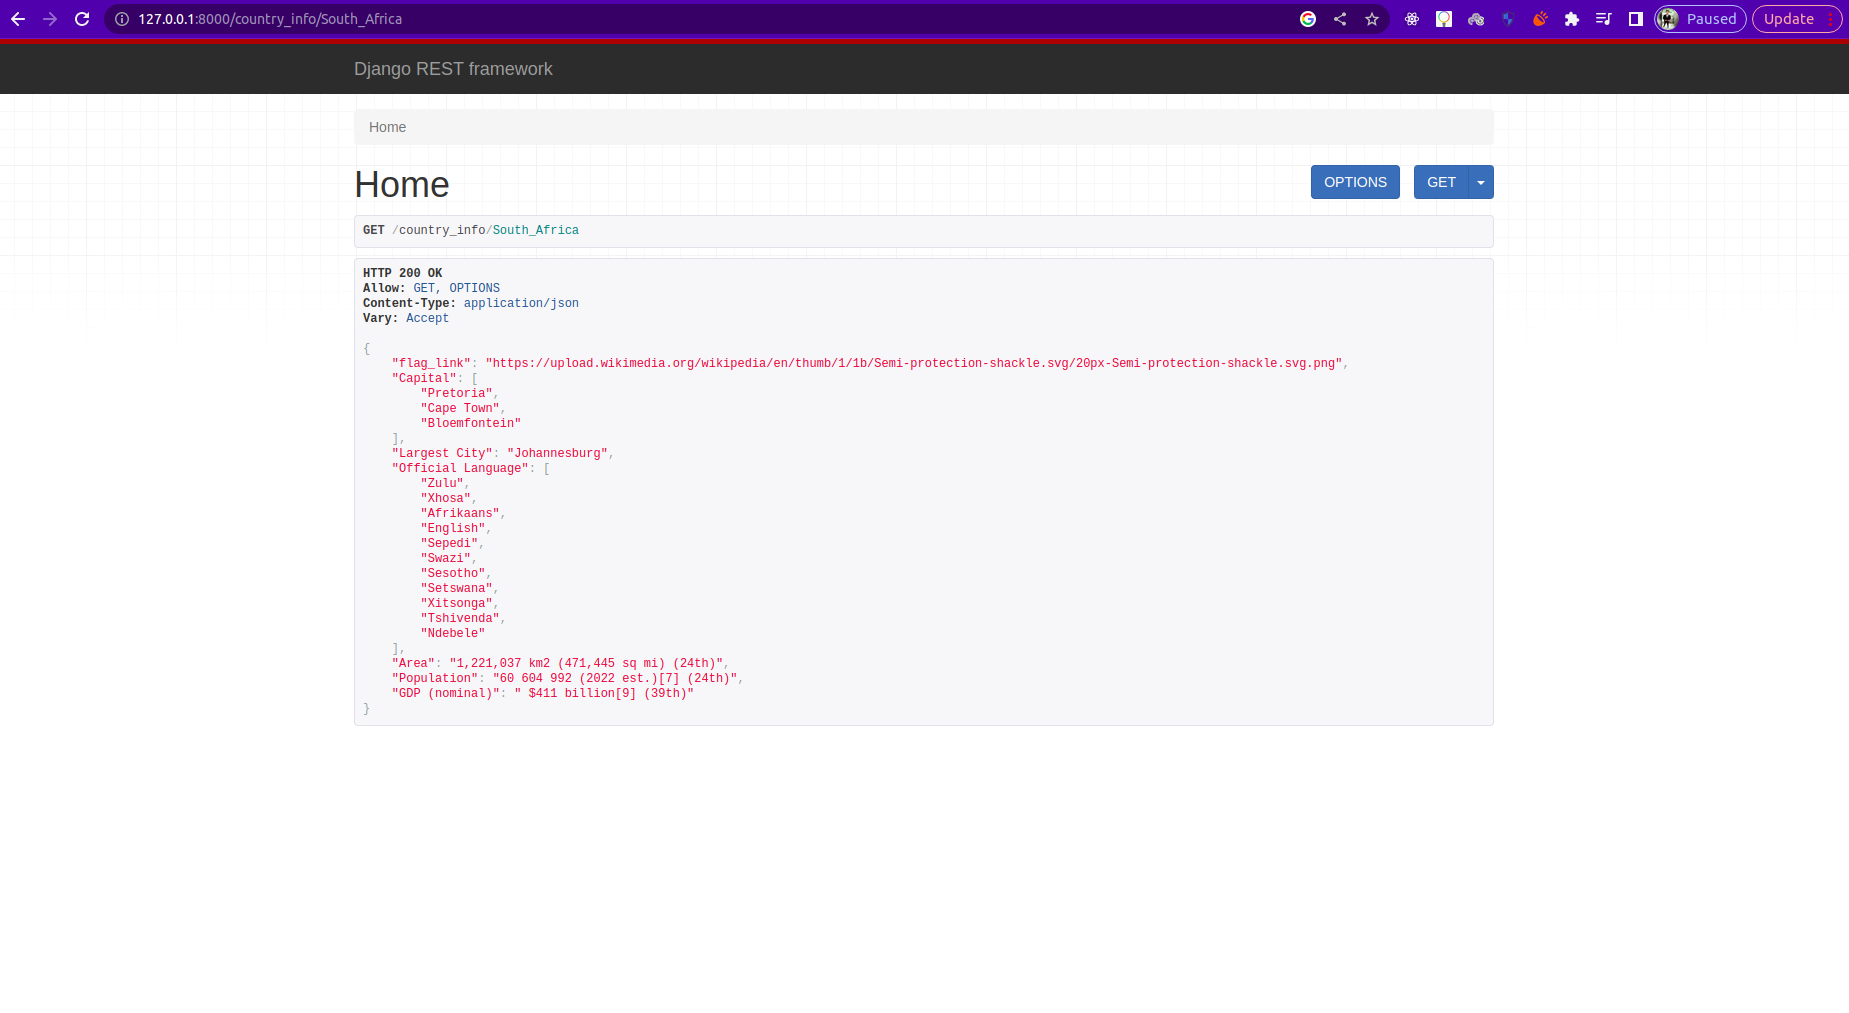 127.0.0.1:8000/country_info/South_Africa
Paused
Update
Django REST framework
Home
Home
OPTIONS
GET
GET /country_info/South_Africa
HTTP 200 OK
Allow: GET, OPTIONS
Content-Type: application/json
Vary: Accept
{
    "flag_link": "https://upload.wikimedia.org/wikipedia/en/thumb/1/1b/Semi-protection-shackle.svg/20px-Semi-protection-shackle.svg.png",
    "Capital": [
        "Pretoria",
        "Cape Town",
        "Bloemfontein"
    ],
    "Largest City": "Johannesburg",
    "Official Language": [
        "Zulu",
        "Xhosa",
        "Afrikaans",
        "English",
        "Sepedi",
        "Swazi",
        "Sesotho",
        "Setswana",
        "Xitsonga",
        "Tshivenda",
        "Ndebele"
    ],
    "Area": "1,221,037 km2 (471,445 sq mi) (24th)",
    "Population": "60 604 992 (2022 est.)[7] (24th)",
    "GDP (nominal)": " $411 billion[9] (39th)"
}